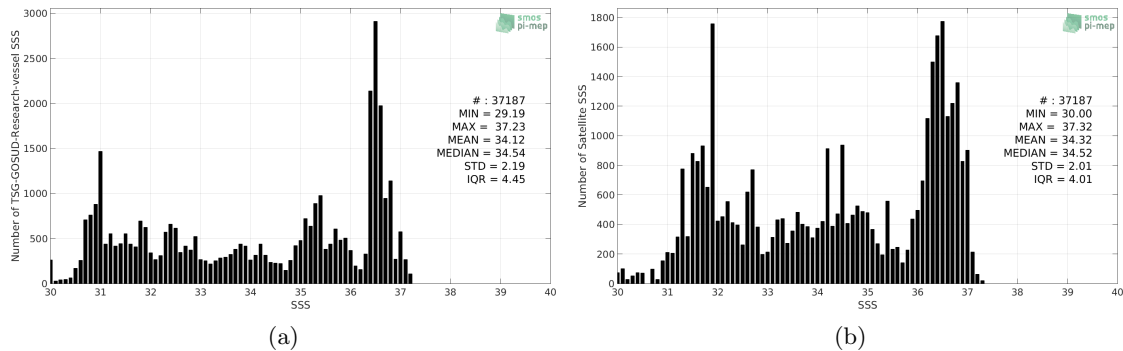 Number of TSG-GOSUD-Research-vessel SSS
3000
2500
2000
1500
1000
500
0
30 31 32 33 34 35 36 37 38 39 40
SSS
smos
pi-mep
# : 37187
MIN = 29.19
MAX = 37.23
MEAN = 34.12
MEDIAN = 34.54
STD = 2.19
IQR = 4.45
(a)
Number of Satellite SSS
1800
1600
1400
1200
1000
800
600
400
200
0
30 31 32 33 34 35 36 37 38 39 40
SSS
smos
pi-mep
# : 37187
MIN = 30.00
MAX = 37.32
MEAN = 34.32
MEDIAN = 34.52
STD = 2.01
IQR = 4.01
(b)